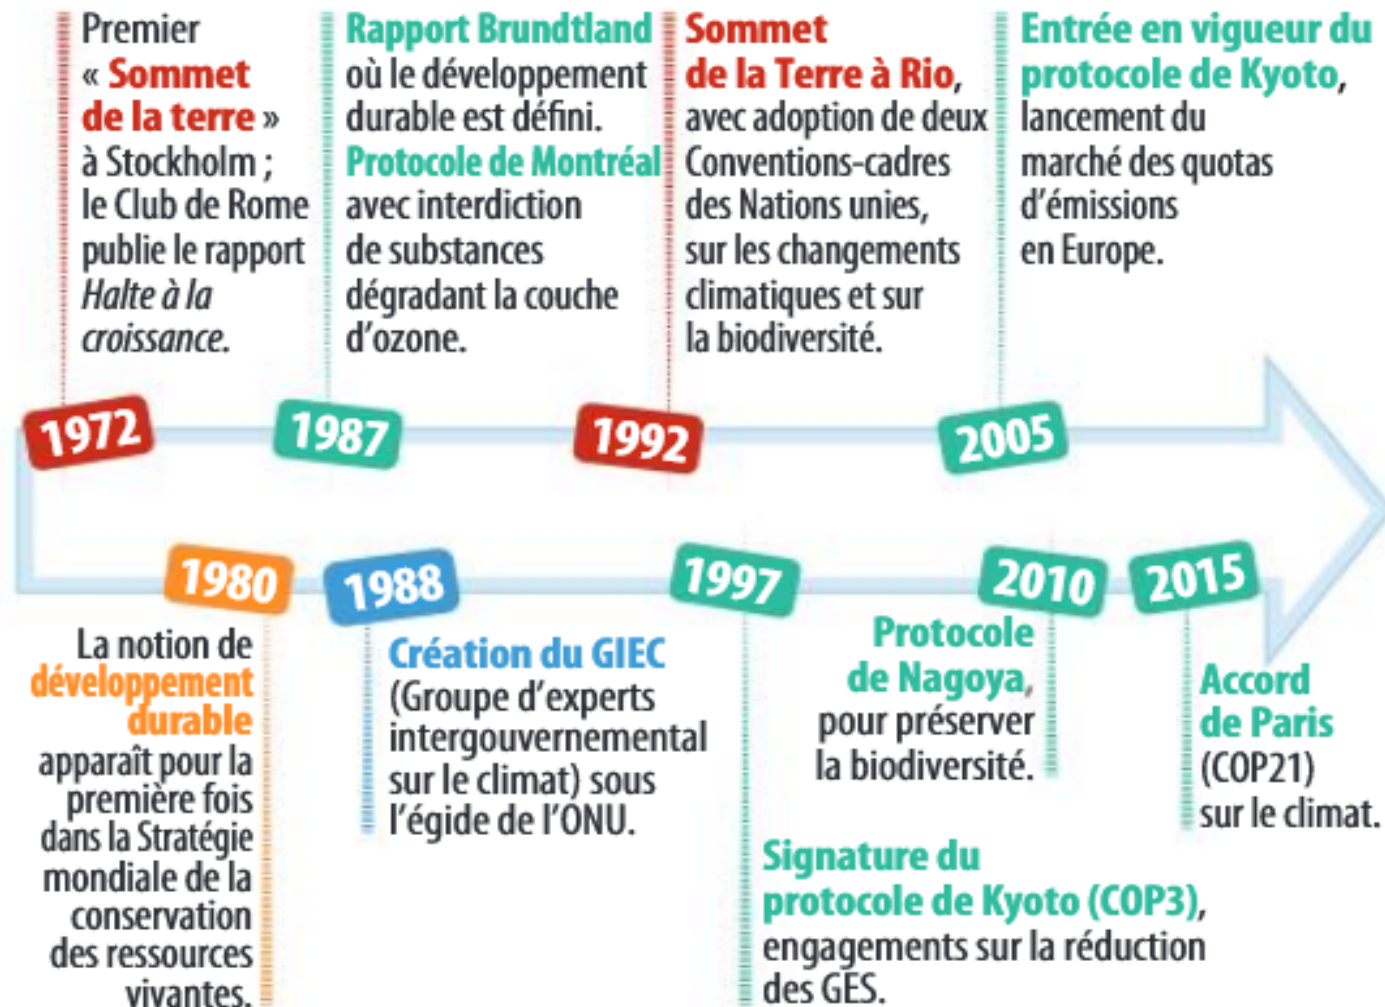 Premier
« Sommet
de la terre »
à Stockholm ;
le Club de Rome
publie le rapport
Halte à la
croissance.
Rapport Brundtland
où le développement
durable est défini.
Protocole de Montréal
avec interdiction
de substances
dégradant la couche
d'ozone.
Sommet
de la Terre à Rio,
avec adoption de deux
Conventions-cadres
des Nations unies,
sur les changements
climatiques et sur
la biodiversité.
Entrée en vigueur du
protocole de Kyoto,
lancement du
marché des quotas
d'émissions
en Europe.
1972
1987
1992
2005
1980
1988
1997
2010
2015
La notion de
développement
durable
apparaît pour la
première fois
dans la Stratégie
mondiale de la
conservation
des ressources
vivantes.
Création du GIEC
(Groupe d'experts
intergouvernemental
sur le climat) sous
l'égide de l'ONU.
Signature du
protocole de Kyoto (COP3),
engagements sur la réduction
des GES.
Protocole
de Nagoya,
pour préserver
la biodiversité.
Accord
de Paris
(COP21)
sur le climat.